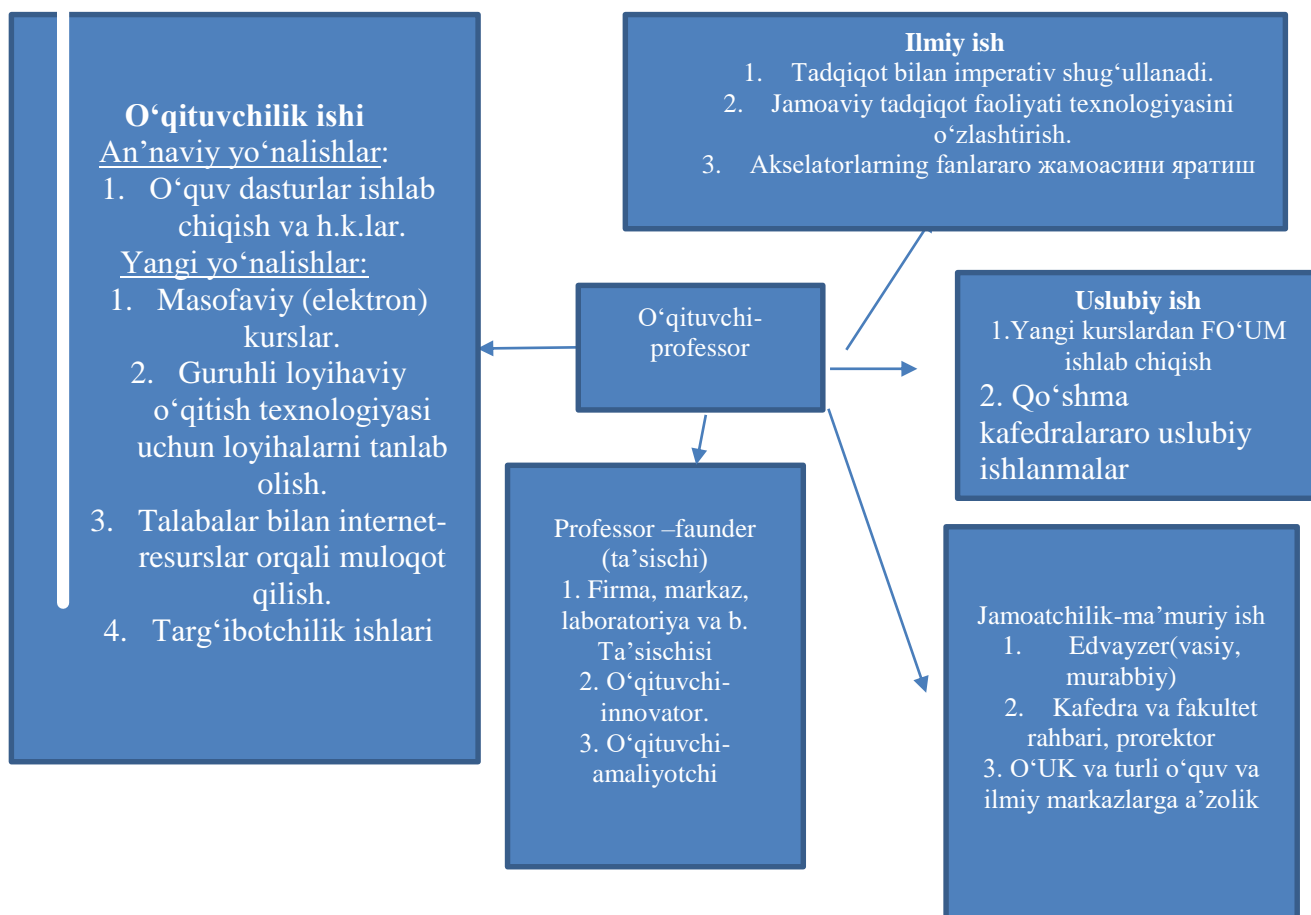 O‘qituvchilik ishi
An’naviy yo‘nalishlar:
1. O‘quv dasturlar ishlab
chiqish va h.k.lar.
Yangi yo‘nalishlar:
1. Masofaviy (elektron)
kurslar.
2. Guruhli loyihaviy
o‘qitish texnologiyasi
uchun loyihalarni tanlab
olish.
3. Talabalar bilan internet-
resurslar orqali muloqot
qilish.
4. Targ‘ibotchilik ishlari
Ilmiy ish
1. Tadqiqot bilan imperativ shug‘ullanadi.
2. Jamoaviy tadqiqot faoliyati texnologiyasini
o‘zlashtirish.
3. Akselatorlarning fanlararo жамоасини яратиш
O‘qituvchi-
professor
Uslubiy ish
1.Yangi kurslardan FO‘UM
ishlab chiqish
2. Qo‘shma
kafedralararo uslubiy
ishlanmalar
Professor –faunder
(ta’sischi)
1. Firma, markaz,
laboratoriya va b.
Ta’sischisi
2. O‘qituvchi-
innovator.
3. O‘qituvchi-
amaliyotchi
Jamoatchilik-ma’muriy ish
1. Edvayzer(vasiy,
murabbiy)
2. Kafedra va fakultet
rahbari, prorektor
3. O‘UK va turli o‘quv va
ilmiy markazlarga a’zolik